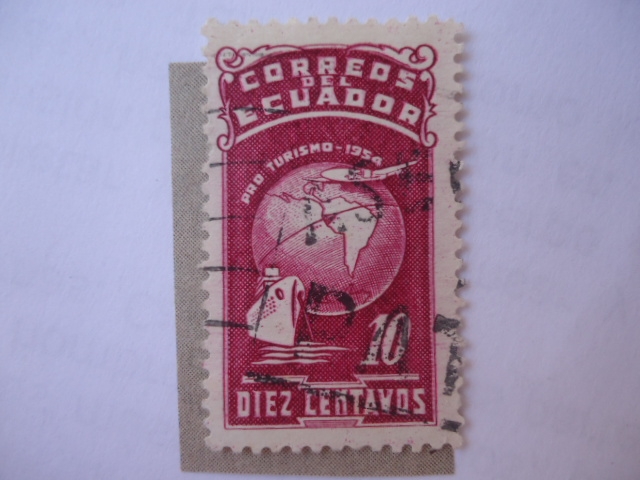 CORREOS
DEL
ECUADOR
PRO-TURISMO-1954
10
DIEZ CENTAVOS